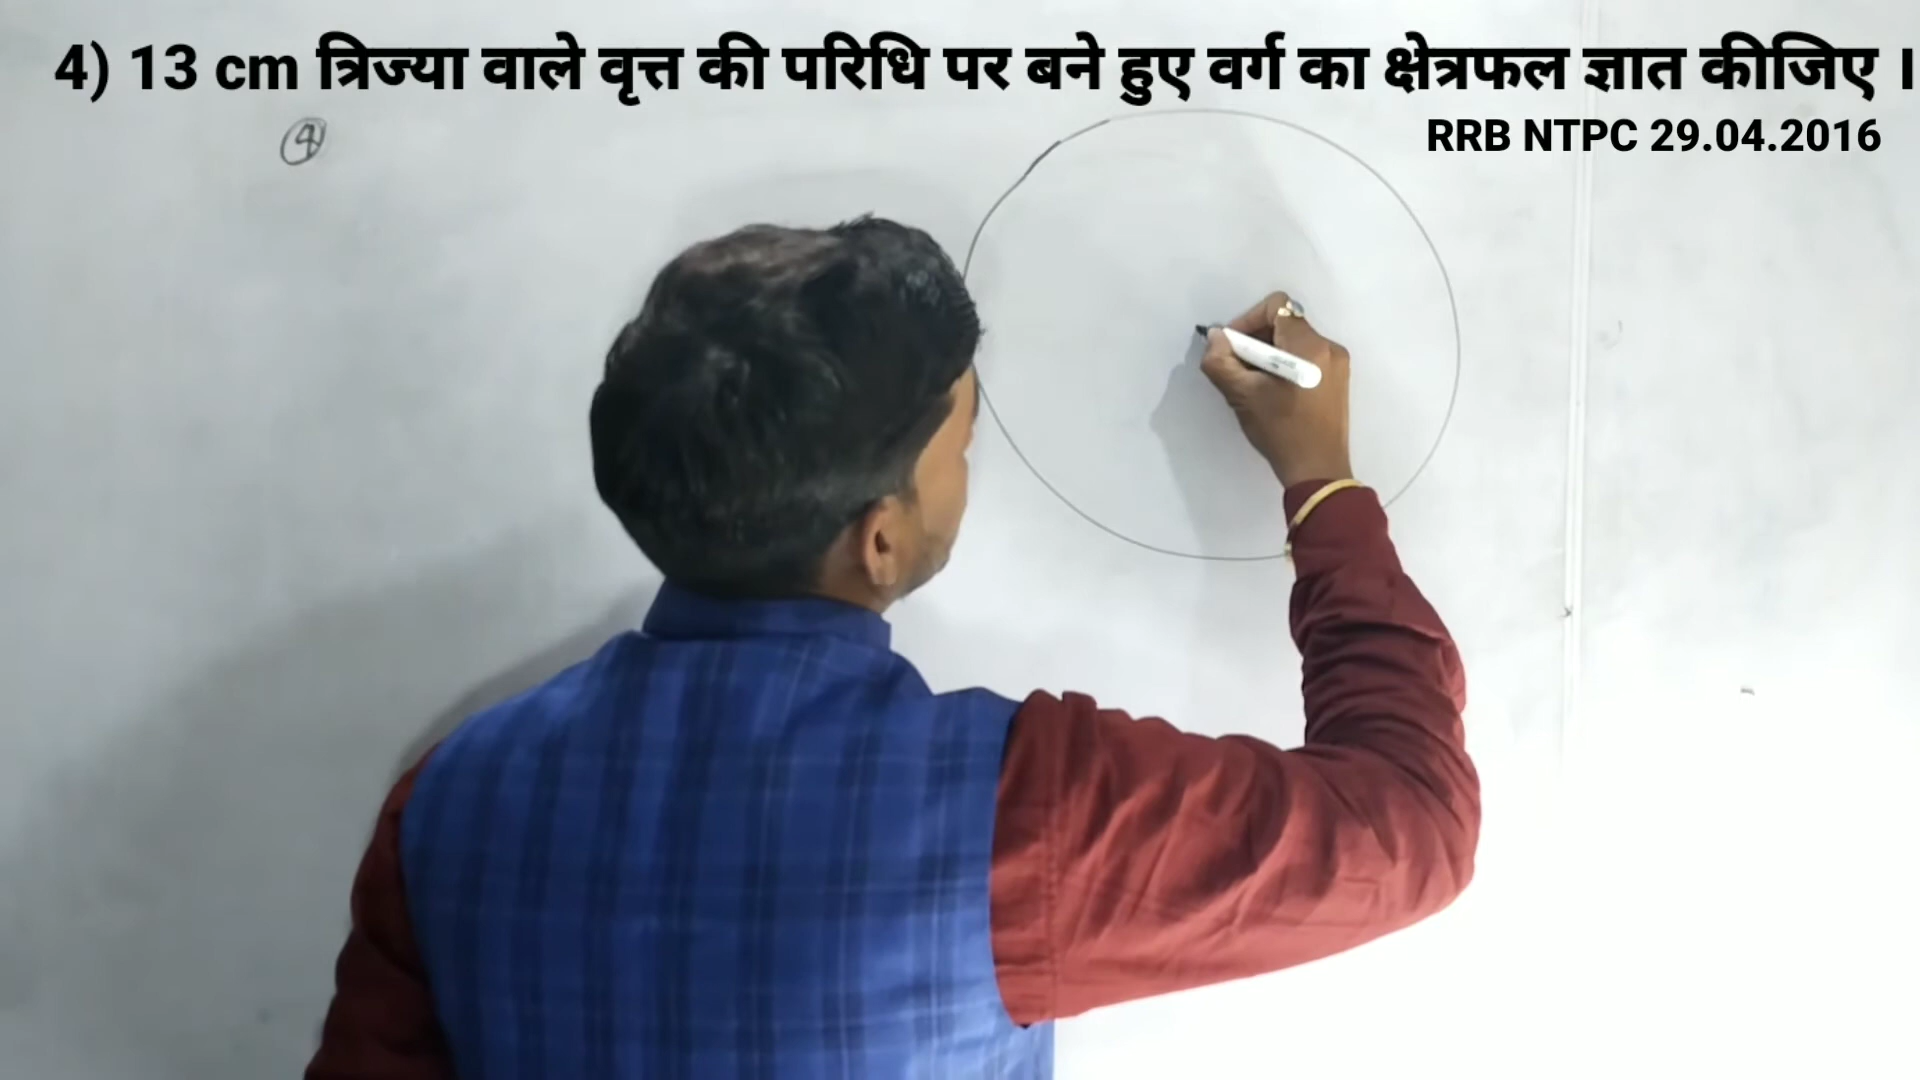 4) 13 cm त्रिज्या वाले वृत्त की परिधि पर बने हुए वर्ग का क्षेत्रफल ज्ञात कीजिए ।
RRB NTPC 29.04.2016
4